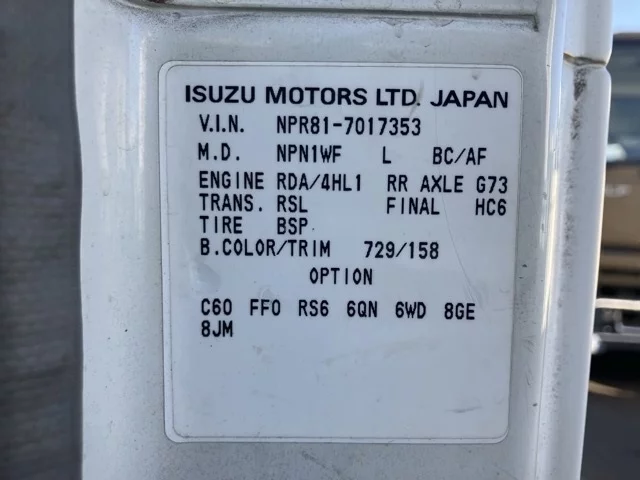 ISUZU MOTORS LTD. JAPAN
V.I.N. NPR81-7017353
M.D. NPN1WF L BC/AF
ENGINE RDA/4HL1 RR AXLE G73
TRANS. RSL FINAL HC6
TIRE BSP
B.COLOR/TRIM 729/158
OPTION
C60 FF0 RS6 6QN 6WD 8GE
8JM